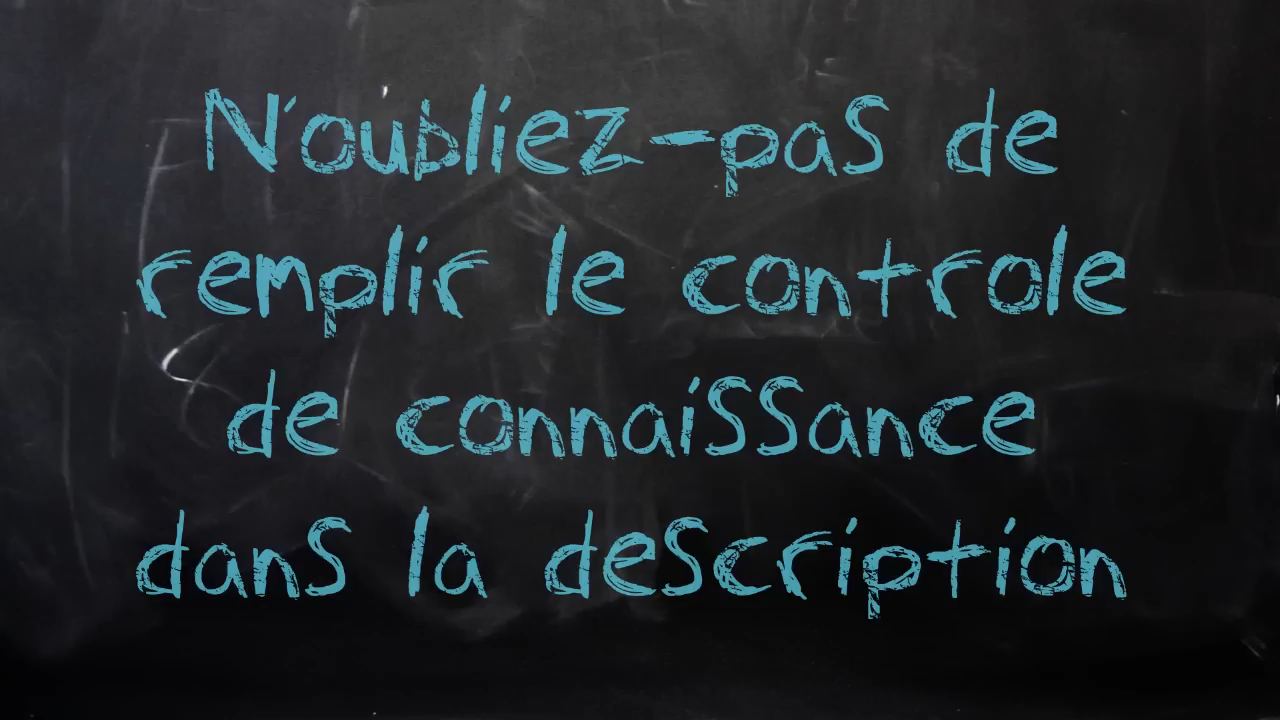 N'oubliez-pas de
remplir le controle
de connaissance
dans la description